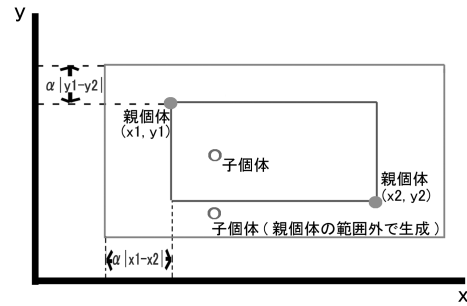 y
α|y1-y2|
親個体
(x1, y1)
子個体
親個体
(x2, y2)
子個体 ( 親個体の範囲外で生成 )
α|x1-x2|
x